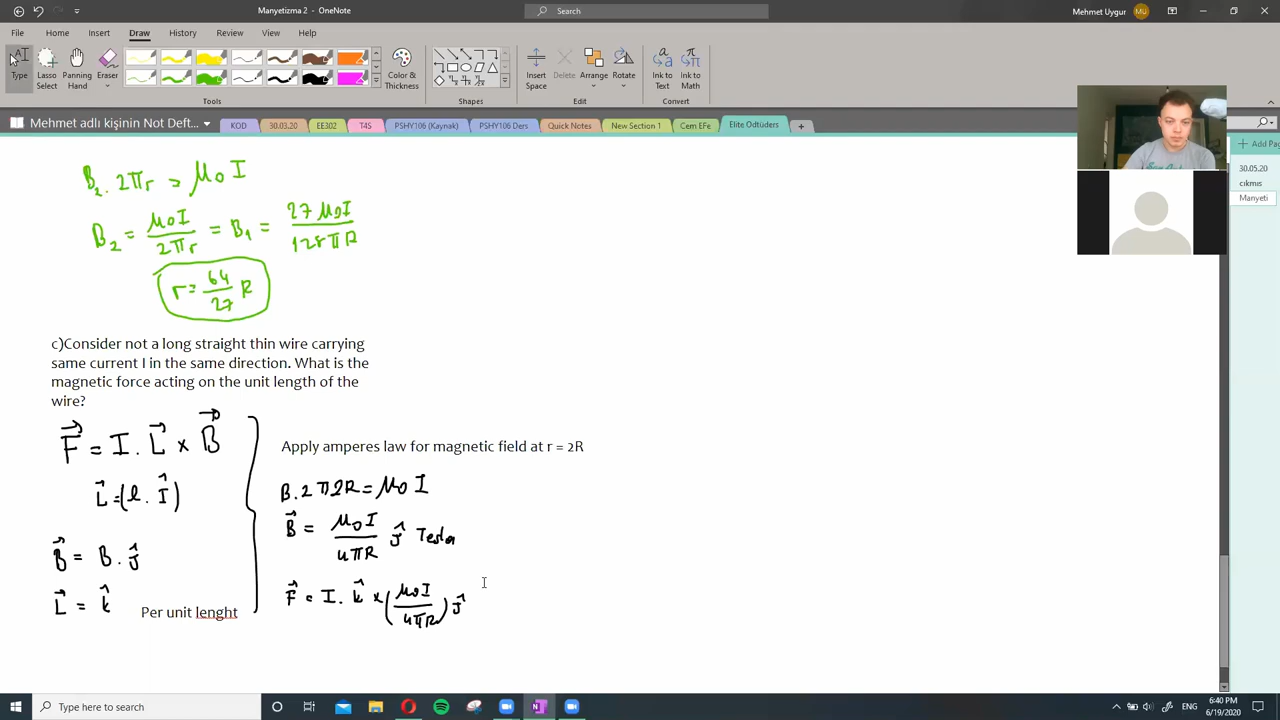 Manyetizma 2 - OneNote
Search
Mehmet Uygur MU
File Home Insert Draw History Review View Help
Type
Lasso Select
Panning Hand
Eraser
Color & Thickness
Insert Space
Delete
Arrange
Rotate
Ink to Text
Ink to Math
Tools
Shapes
Edit
Convert
Mehmet adlı kişinin Not Deft...
KOD
30.03.20
EE302
T4S
PSHY106 (Kaynak)
PSHY106 Ders
Quick Notes
New Section 1
Cem EFe
Elite Odtüders
Add Pag
30.05.20
çıkmıs
Manyeti
B₂ . 2πr = μ₀ I
B₂ = μ₀I / 2πr = B₁ = 27 μ₀I / 128πR
r = 64/27 R
c)Consider not a long straight thin wire carrying
same current I in the same direction. What is the
magnetic force acting on the unit length of the
wire?
F⃗ = I . L⃗ × B⃗
L⃗ = (l . Î)
B⃗ = B . ĵ
L⃗ = k̂
Per unit lenght
Apply amperes law for magnetic field at r = 2R
B . 2π2R = μ₀ I
B⃗ = μ₀I / 4πR ĵ Tesla
F⃗ = I . k̂ × (μ₀I / 4πR) ĵ
Type here to search
ENG
6:40 PM
6/19/2020